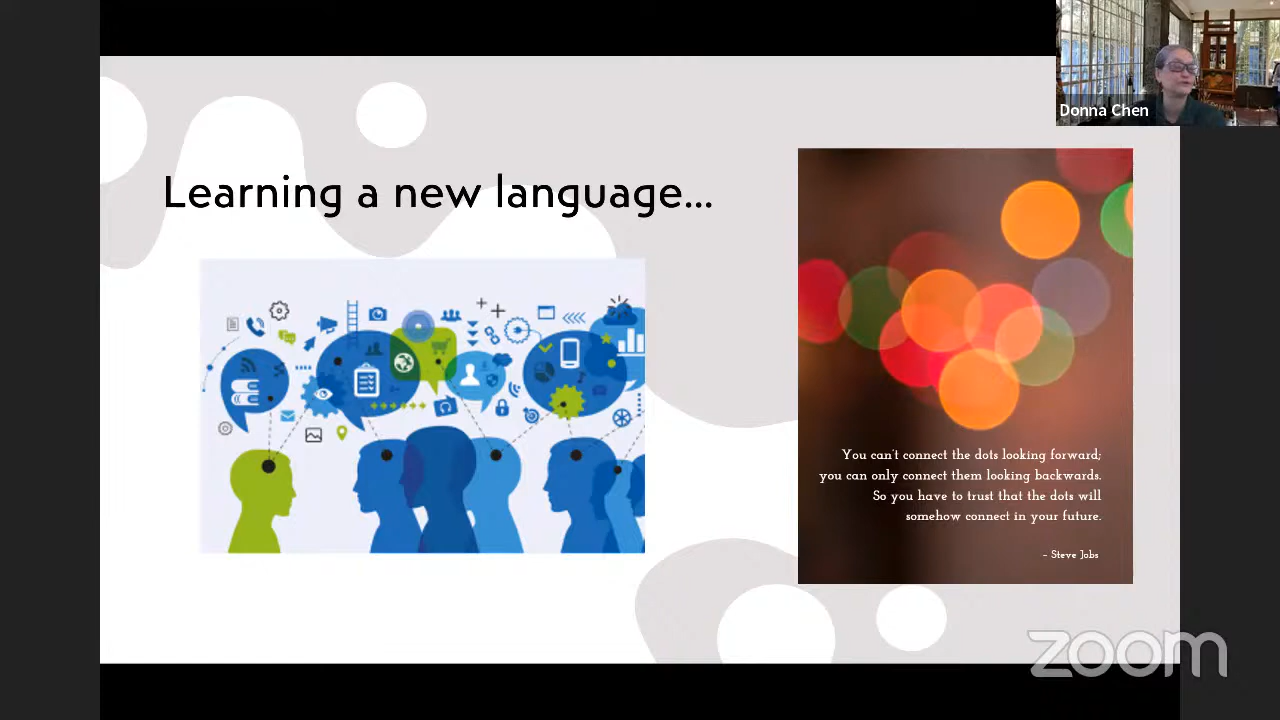 Donna Chen
Learning a new language...
You can't connect the dots looking forward;
you can only connect them looking backwards.
So you have to trust that the dots will
somehow connect in your future.
– Steve Jobs
zoom